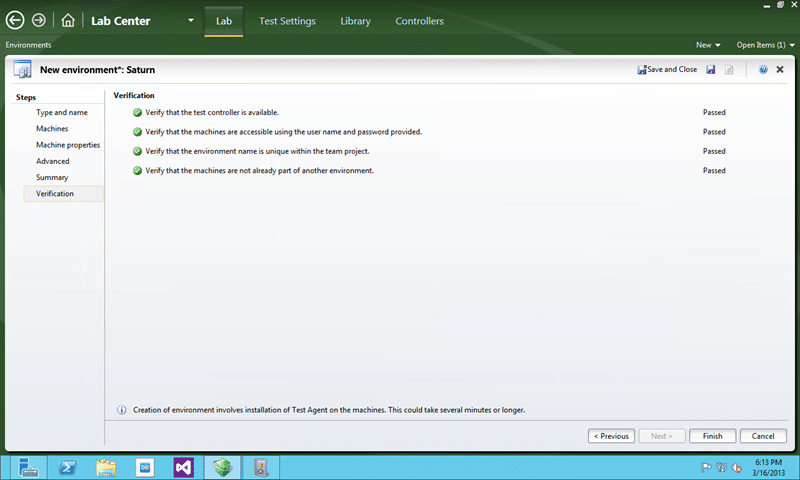 Lab Center
Lab
Test Settings
Library
Controllers
Environments
New
Open Items (1)
New environment*: Saturn
Save and Close
Steps
Type and name
Machines
Machine properties
Advanced
Summary
Verification
Verification
Verify that the test controller is available. Passed
Verify that the machines are accessible using the user name and password provided. Passed
Verify that the environment name is unique within the team project. Passed
Verify that the machines are not already part of another environment. Passed
Creation of environment involves installation of Test Agent on the machines. This could take several minutes or longer.
< Previous
Next >
Finish
Cancel
6:13 PM
3/16/2013